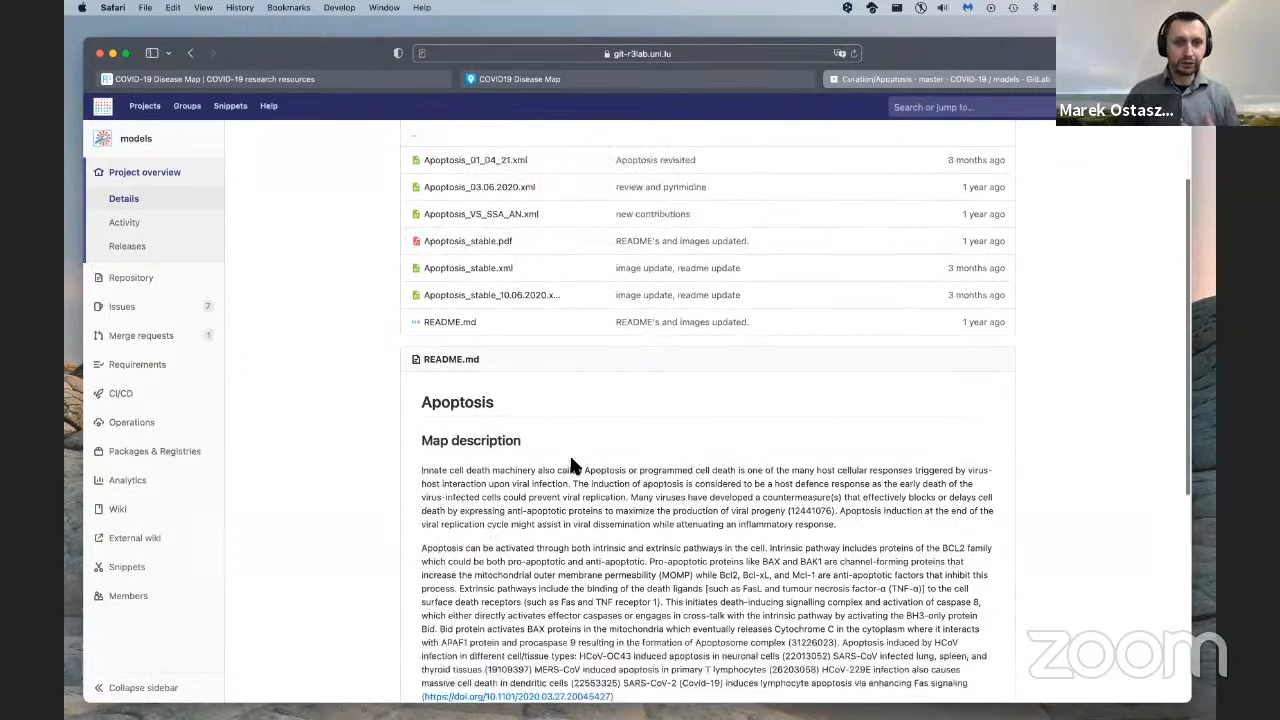 Safari File Edit View History Bookmarks Develop Window Help
git-r3lab.uni.lu
COVID-19 Disease Map | COVID-19 research resources
COVID19 Disease Map
Curation/Apoptosis · master · COVID-19 / models · GitLab
Projects Groups Snippets Help
Search or jump to...
Marek Ostasz...
models
Project overview
Details
Activity
Releases
Repository
Issues 7
Merge requests 1
Requirements
CI/CD
Operations
Packages & Registries
Analytics
Wiki
External wiki
Snippets
Members
Collapse sidebar
..
Apoptosis_01_04_21.xml Apoptosis revisited 3 months ago
Apoptosis_03.06.2020.xml review and pyrimidine 1 year ago
Apoptosis_VS_SSA_AN.xml new contributions 1 year ago
Apoptosis_stable.pdf README's and images updated. 1 year ago
Apoptosis_stable.xml image update, readme update 3 months ago
Apoptosis_stable_10.06.2020.x... image update, readme update 3 months ago
README.md README's and images updated. 1 year ago
README.md
Apoptosis
Map description
Innate cell death machinery also Apoptosis or programmed cell death is one of the many host cellular responses triggered by virus-
host interaction upon viral infection. The induction of apoptosis is considered to be a host defence response as the early death of the
virus-infected cells could prevent viral replication. Many viruses have developed a countermeasure(s) that effectively blocks or delays cell
death by expressing anti-apoptotic proteins to maximize the production of viral progeny (12441076). Apoptosis induction at the end of the
viral replication cycle might assist in viral dissemination while attenuating an inflammatory response.
Apoptosis can be activated through both intrinsic and extrinsic pathways in the cell. Intrinsic pathway includes proteins of the BCL2 family
which could be both pro-apoptotic and anti-apoptotic. Pro-apoptotic proteins like BAX and BAK1 are channel-forming proteins that
increase the mitochondrial outer membrane permeability (MOMP) while Bcl2, Bcl-xL, and Mcl-1 are anti-apoptotic factors that inhibit this
process. Extrinsic pathways include the binding of the death ligands [such as FasL and tumour necrosis factor-α (TNF-α)] to the cell
surface death receptors (such as Fas and TNF receptor 1). This initiates death-inducing signalling complex and activation of caspase 8,
which either directly activates effector caspases or engages in cross-talk with the intrinsic pathway by activating the BH3-only protein
Bid. Bid protein activates BAX proteins in the mitochondria which eventually releases Cytochrome C in the cytoplasm where it interacts
with APAF1 protein and procaspase 9 resulting the formation of Apoptosome complex (31226023). Apoptosis induced by HCoV
infection in different cell/tissue types: HCoV-OC43 induced apoptosis in neuronal cells (22013052) SARS-CoV infected lung, spleen, and
thyroid tissues (19109397) MERS-CoV induced apoptosis in primary T lymphocytes (26203058) HCoV-229E infection also causes
massive cell death in dendritic cells (22553325) SARS-CoV-2 (Covid-19) induces lymphocyte apoptosis via enhancing Fas signaling
(https://doi.org/10.1101/2020.03.27.20045427)
zoom